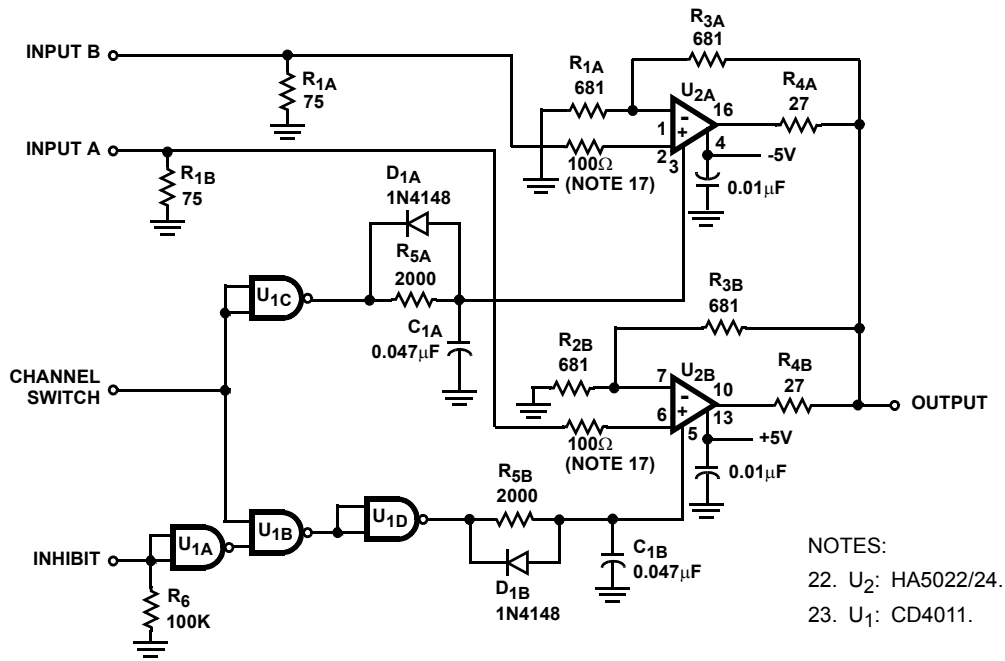 INPUT B
R1A
75
INPUT A
R1B
75
R3A
681
R1A
681
U2A
16
R4A
27
-
+
1
2
3
4
-5V
100Ω
(NOTE 17)
0.01µF
D1A
1N4148
R5A
2000
U1C
C1A
0.047µF
R3B
681
CHANNEL
SWITCH
R2B
681
7
U2B
10
R4B
27
OUTPUT
-
+
6
5
13
+5V
100Ω
(NOTE 17)
0.01µF
R5B
2000
U1D
U1B
U1A
INHIBIT
R6
100K
D1B
1N4148
C1B
0.047µF
NOTES:
22. U2: HA5022/24.
23. U1: CD4011.